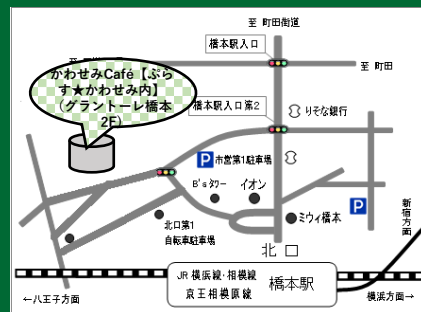 至 町田街道
橋本駅入口
至 町田
かわせみCafé【ぷら
す★かわせみ内】
(グラントーレ橋本
2F)
橋本駅入口第2
りそな銀行
P 市営第1駐車場
B'sタワー
イオン
P
ミウィ橋本
北口第1
自転車駐車場
北 口
新宿方面
JR 横浜線・相模線
京王相模原線
橋本駅
←八王子方面
横浜方面→